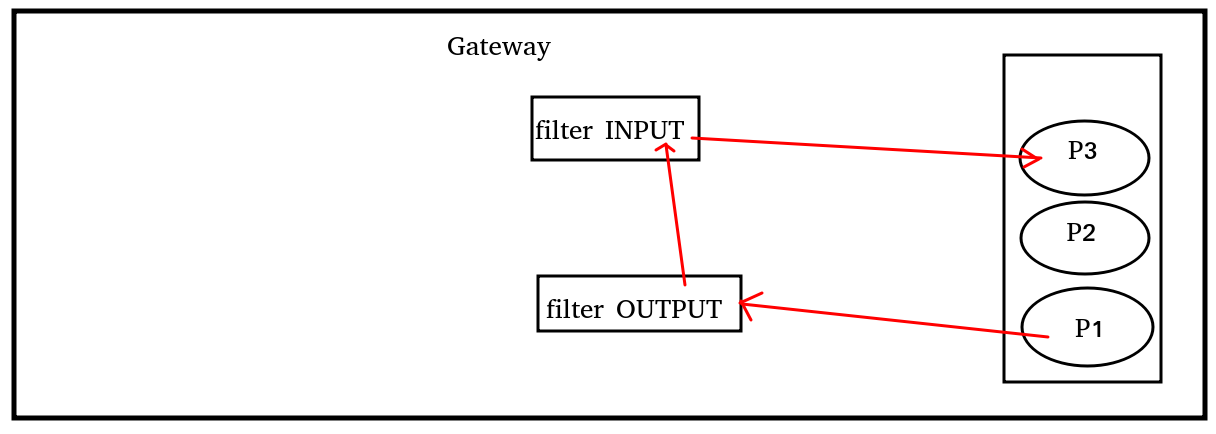 Gateway
filter INPUT
P3
P2
filter OUTPUT
P1